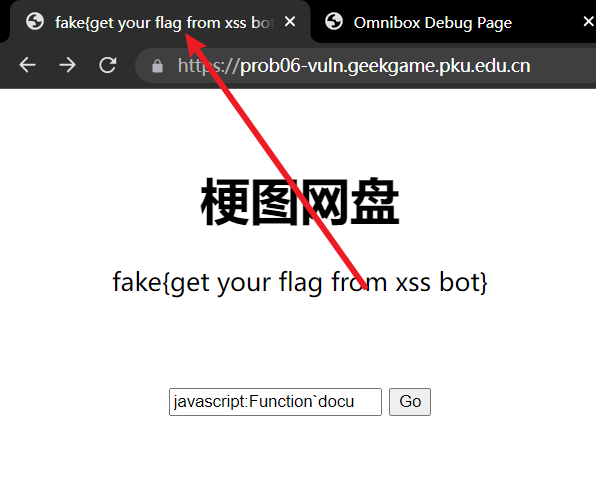 fake{get your flag from xss bot
Omnibox Debug Page
https://prob06-vuln.geekgame.pku.edu.cn
梗图网盘
fake{get your flag from xss bot}
javascript:Function`docu
Go